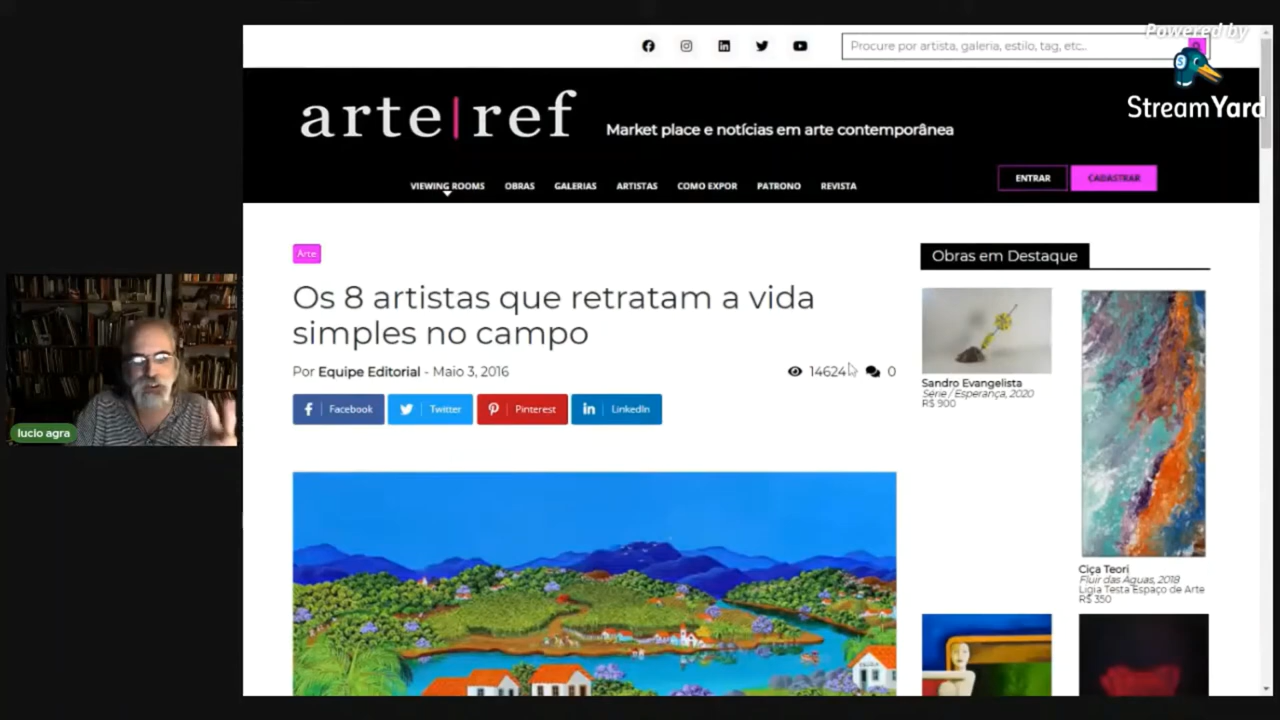 Powered by
StreamYard
Procure por artista, galeria, estilo, tag, etc..
arte|ref
Market place e notícias em arte contemporânea
VIEWING ROOMS OBRAS GALERIAS ARTISTAS COMO EXPOR PATRONO REVISTA
ENTRAR CADASTRAR
Arte
Os 8 artistas que retratam a vida
simples no campo
Por Equipe Editorial - Maio 3, 2016
14624 0
Facebook Twitter Pinterest LinkedIn
Obras em Destaque
Sandro Evangelista
Série / Esperança, 2020
R$ 900
Ciça Teori
Fluir das Águas, 2018
Ligia Testa Espaço de Arte
R$ 350
lucio agra